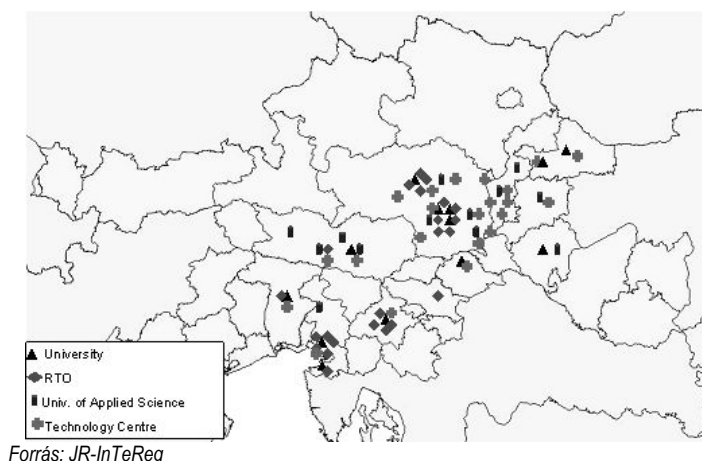 University
RTO
Univ. of Applied Science
Technology Centre
Forrás: JR-InTeReg